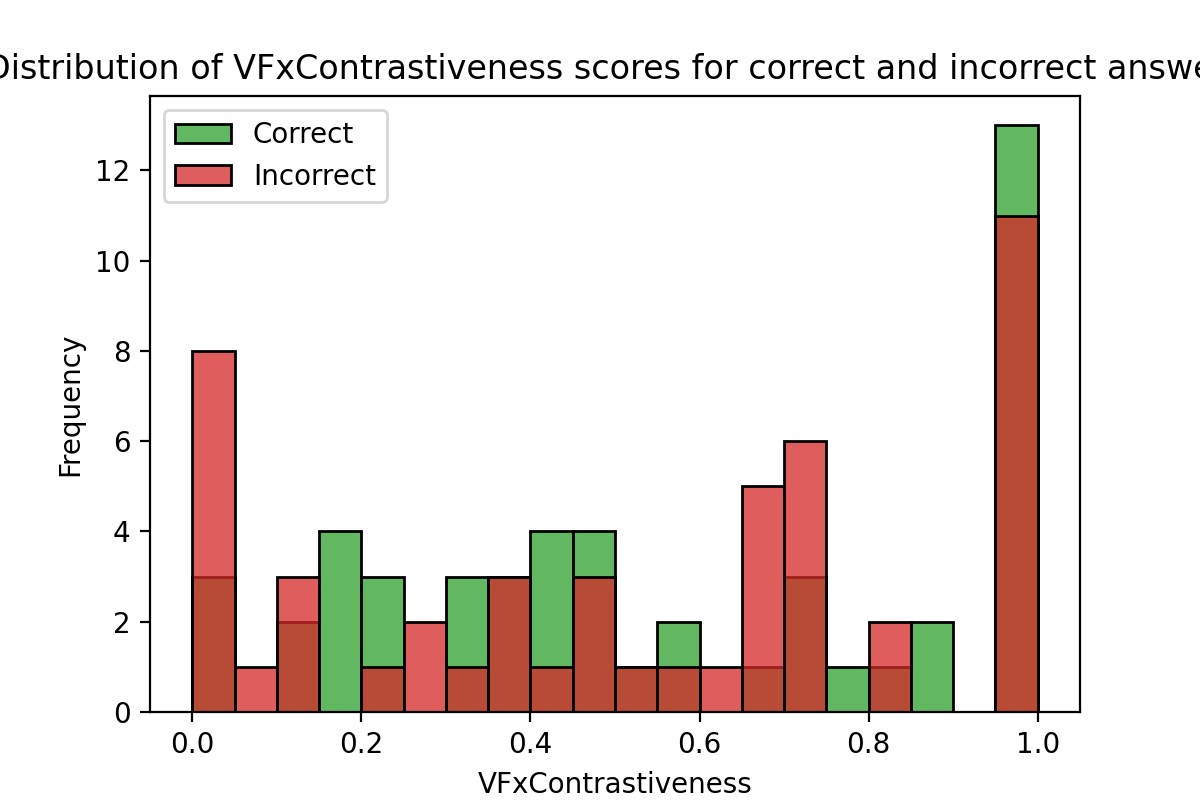 Distribution of VFxContrastiveness scores for correct and incorrect answe
Correct
Incorrect
12
10
8
6
4
2
0
Frequency
0.0 0.2 0.4 0.6 0.8 1.0
VFxContrastiveness